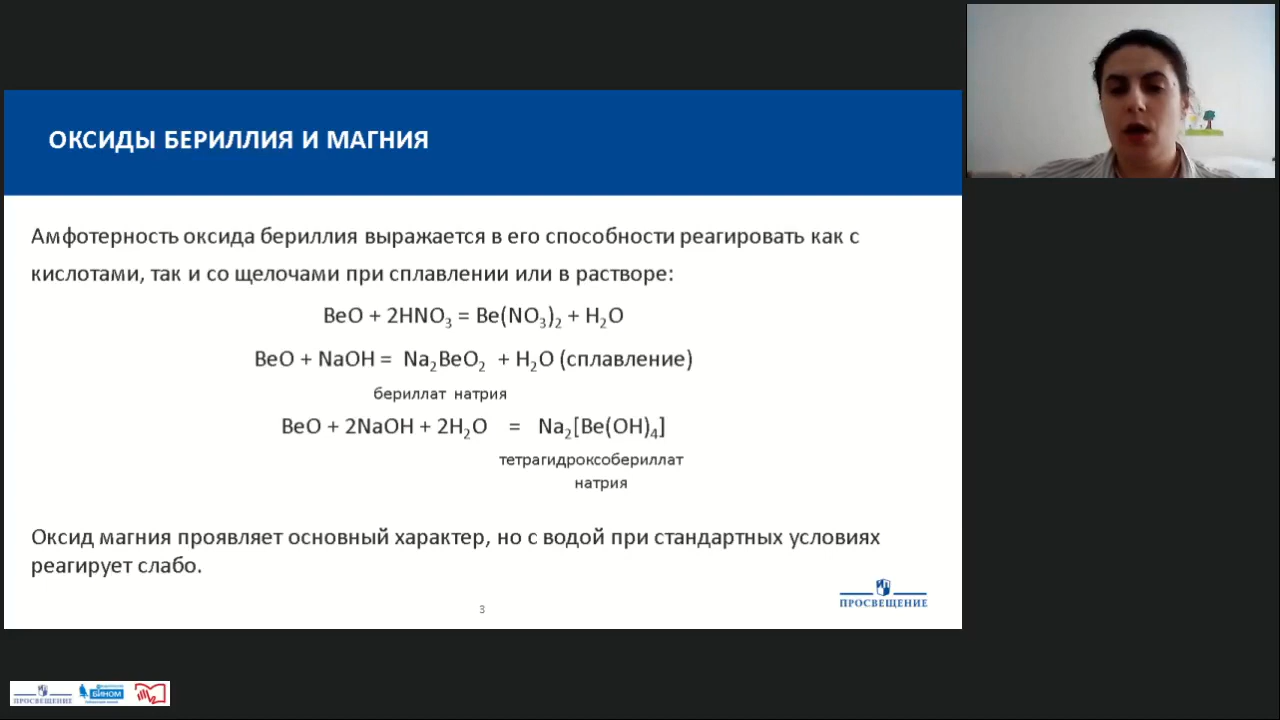 ОКСИДЫ БЕРИЛЛИЯ И МАГНИЯ
Амфотерность оксида бериллия выражается в его способности реагировать как с
кислотами, так и со щелочами при сплавлении или в растворе:
BeO + 2HNO₃ = Be(NO₃)₂ + H₂O
BeO + NaOH = Na₂BeO₂ + H₂O (сплавление)
бериллат натрия
BeO + 2NaOH + 2H₂O = Na₂[Be(OH)₄]
тетрагидроксобериллат
натрия
Оксид магния проявляет основный характер, но с водой при стандартных условиях
реагирует слабо.
ПРОСВЕЩЕНИЕ
3
ПРОСВЕЩЕНИЕ
БИНОМ